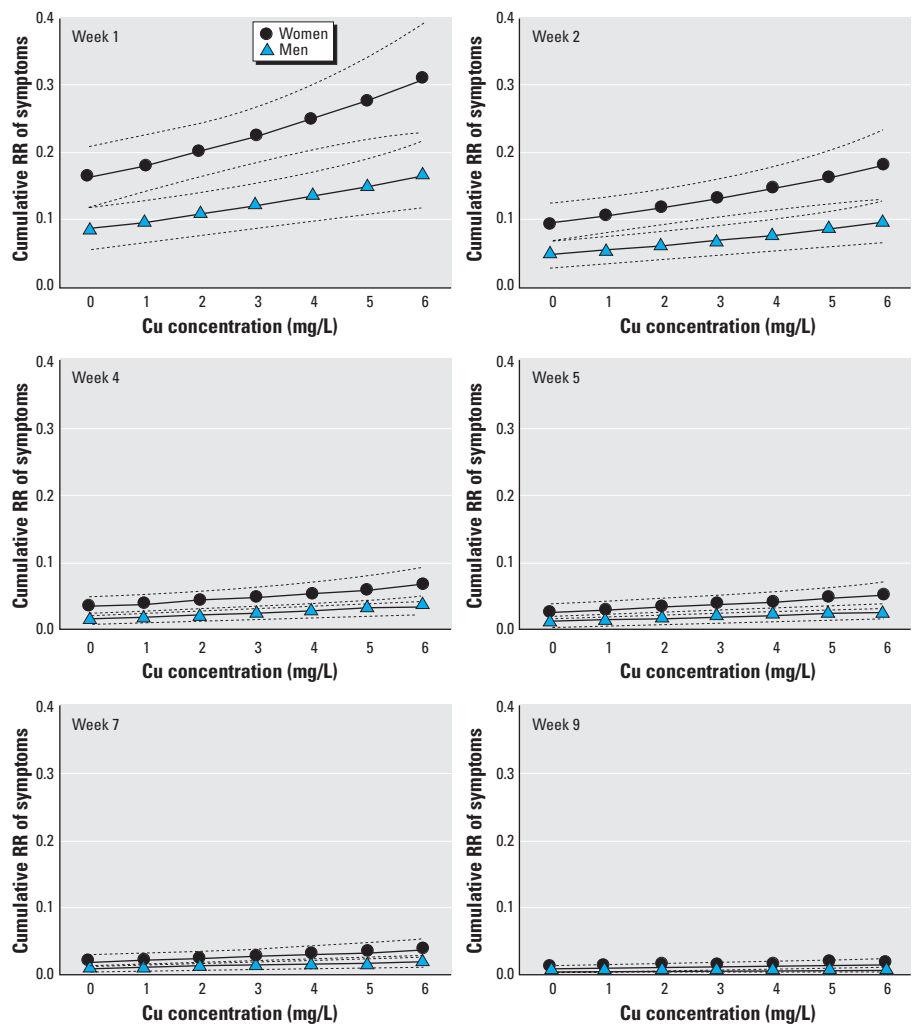 Cumulative RR of symptoms
0.4
0.3
0.2
0.1
0.0
Week 1
Women
Men
0 1 2 3 4 5 6
Cu concentration (mg/L)
Cumulative RR of symptoms
0.4
0.3
0.2
0.1
0.0
Week 2
0 1 2 3 4 5 6
Cu concentration (mg/L)
Cumulative RR of symptoms
0.4
0.3
0.2
0.1
0.0
Week 4
0 1 2 3 4 5 6
Cu concentration (mg/L)
Cumulative RR of symptoms
0.4
0.3
0.2
0.1
0.0
Week 5
0 1 2 3 4 5 6
Cu concentration (mg/L)
Cumulative RR of symptoms
0.4
0.3
0.2
0.1
0.0
Week 7
0 1 2 3 4 5 6
Cu concentration (mg/L)
Cumulative RR of symptoms
0.4
0.3
0.2
0.1
0.0
Week 9
0 1 2 3 4 5 6
Cu concentration (mg/L)